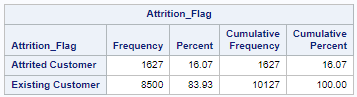 Attrition_Flag
Cumulative Cumulative
Attrition_Flag Frequency Percent Frequency Percent
Attrited Customer 1627 16.07 1627 16.07
Existing Customer 8500 83.93 10127 100.00